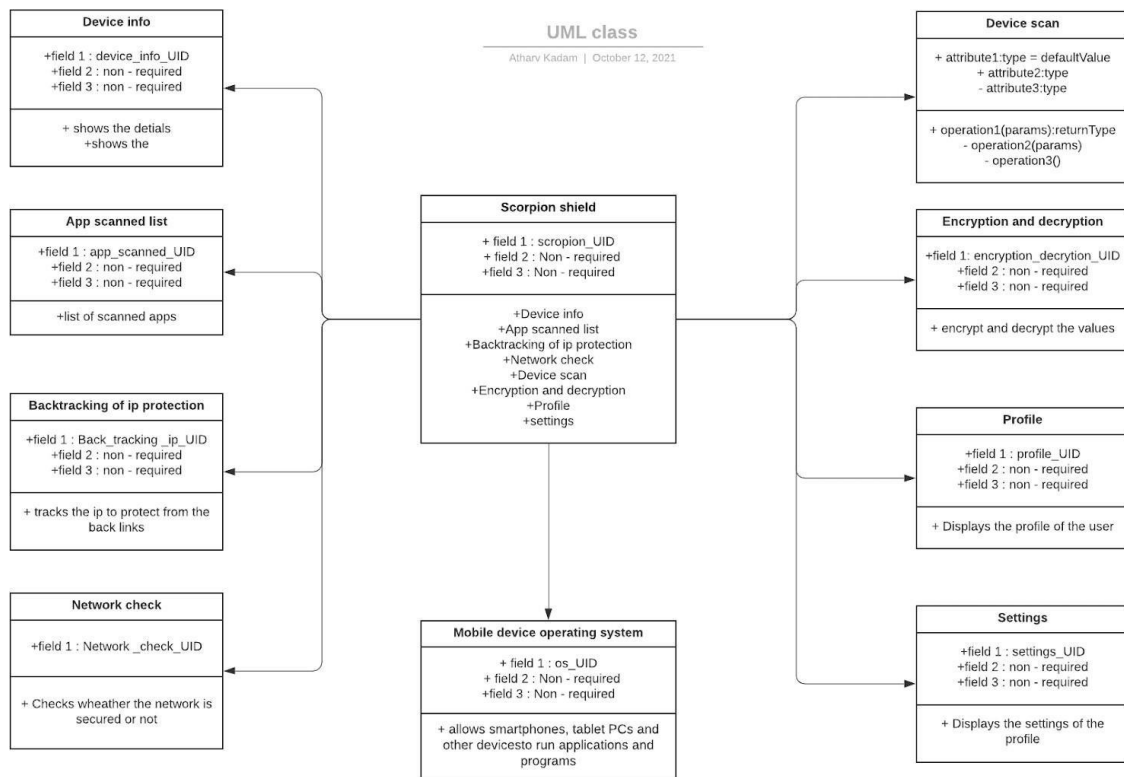 UML class
Atharv Kadam | October 12, 2021
Device info
+field 1 : device_info_UID
+field 2 : non - required
+field 3 : non - required
+ shows the detials
+shows the
App scanned list
+field 1 : app_scanned_UID
+field 2 : non - required
+field 3 : non - required
+list of scanned apps
Backtracking of ip protection
+field 1 : Back_tracking _ip_UID
+field 2 : non - required
+field 3 : non - required
+ tracks the ip to protect from the
back links
Network check
+field 1 : Network _check_UID
+ Checks wheather the network is
secured or not
Scorpion shield
+ field 1 : scropion_UID
+ field 2 : Non - required
+field 3 : Non - required
+Device info
+App scanned list
+Backtracking of ip protection
+Network check
+Device scan
+Encryption and decryption
+Profile
+settings
Mobile device operating system
+ field 1 : os_UID
+ field 2 : Non - required
+field 3 : Non - required
+ allows smartphones, tablet PCs and
other devicesto run applications and
programs
Device scan
+ attribute1:type = defaultValue
+ attribute2:type
- attribute3:type
+ operation1(params):returnType
- operation2(params)
- operation3()
Encryption and decryption
+field 1: encryption_decrytion_UID
+field 2 : non - required
+field 3 : non - required
+ encrypt and decrypt the values
Profile
+field 1 : profile_UID
+field 2 : non - required
+field 3 : non - required
+ Displays the profile of the user
Settings
+field 1 : settings_UID
+field 2 : non - required
+field 3 : non - required
+ Displays the settings of the
profile